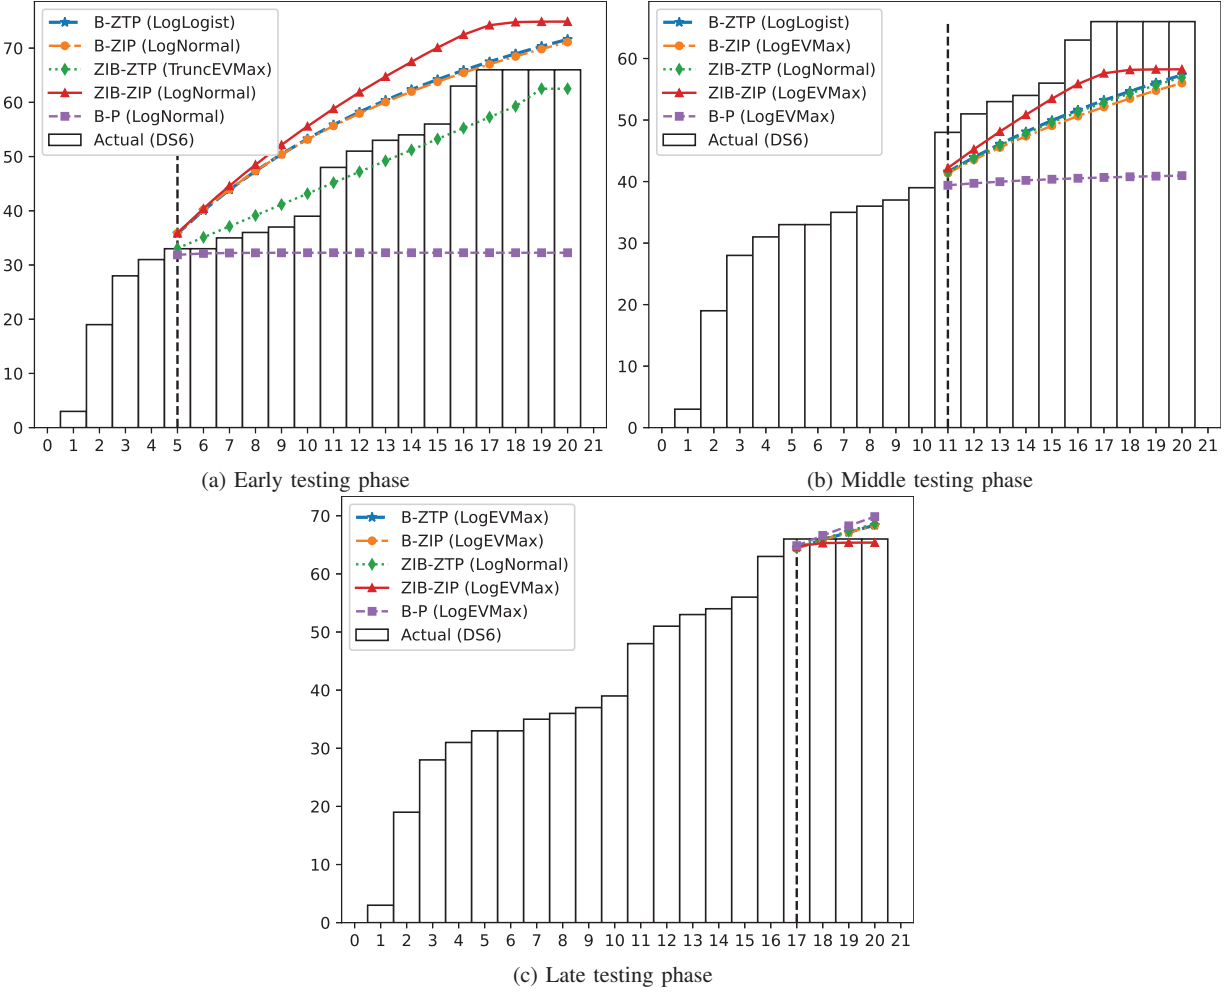 B-ZTP (LogLogist)
B-ZIP (LogNormal)
ZIB-ZTP (TruncEVMax)
ZIB-ZIP (LogNormal)
B-P (LogNormal)
Actual (DS6)
70
60
50
40
30
20
10
0
0 1 2 3 4 5 6 7 8 9 10 11 12 13 14 15 16 17 18 19 20 21
(a) Early testing phase
B-ZTP (LogLogist)
B-ZIP (LogEVMax)
ZIB-ZTP (LogNormal)
ZIB-ZIP (LogEVMax)
B-P (LogEVMax)
Actual (DS6)
60
50
40
30
20
10
0
0 1 2 3 4 5 6 7 8 9 10 11 12 13 14 15 16 17 18 19 20 21
(b) Middle testing phase
B-ZTP (LogEVMax)
B-ZIP (LogEVMax)
ZIB-ZTP (LogNormal)
ZIB-ZIP (LogEVMax)
B-P (LogEVMax)
Actual (DS6)
70
60
50
40
30
20
10
0
0 1 2 3 4 5 6 7 8 9 10 11 12 13 14 15 16 17 18 19 20 21
(c) Late testing phase